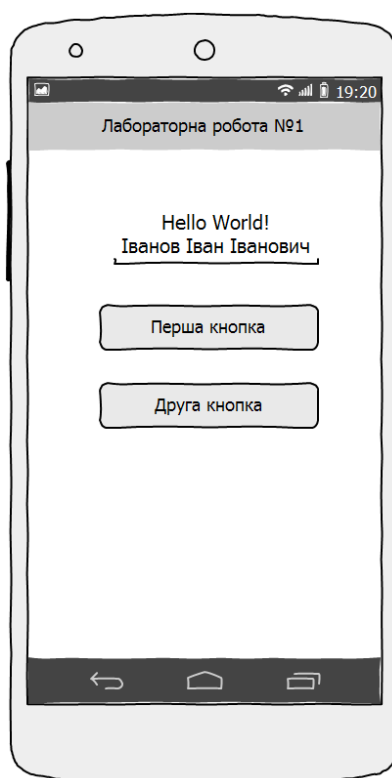 19:20
Лабораторна робота №1
Hello World!
Іванов Іван Іванович
Перша кнопка
Друга кнопка